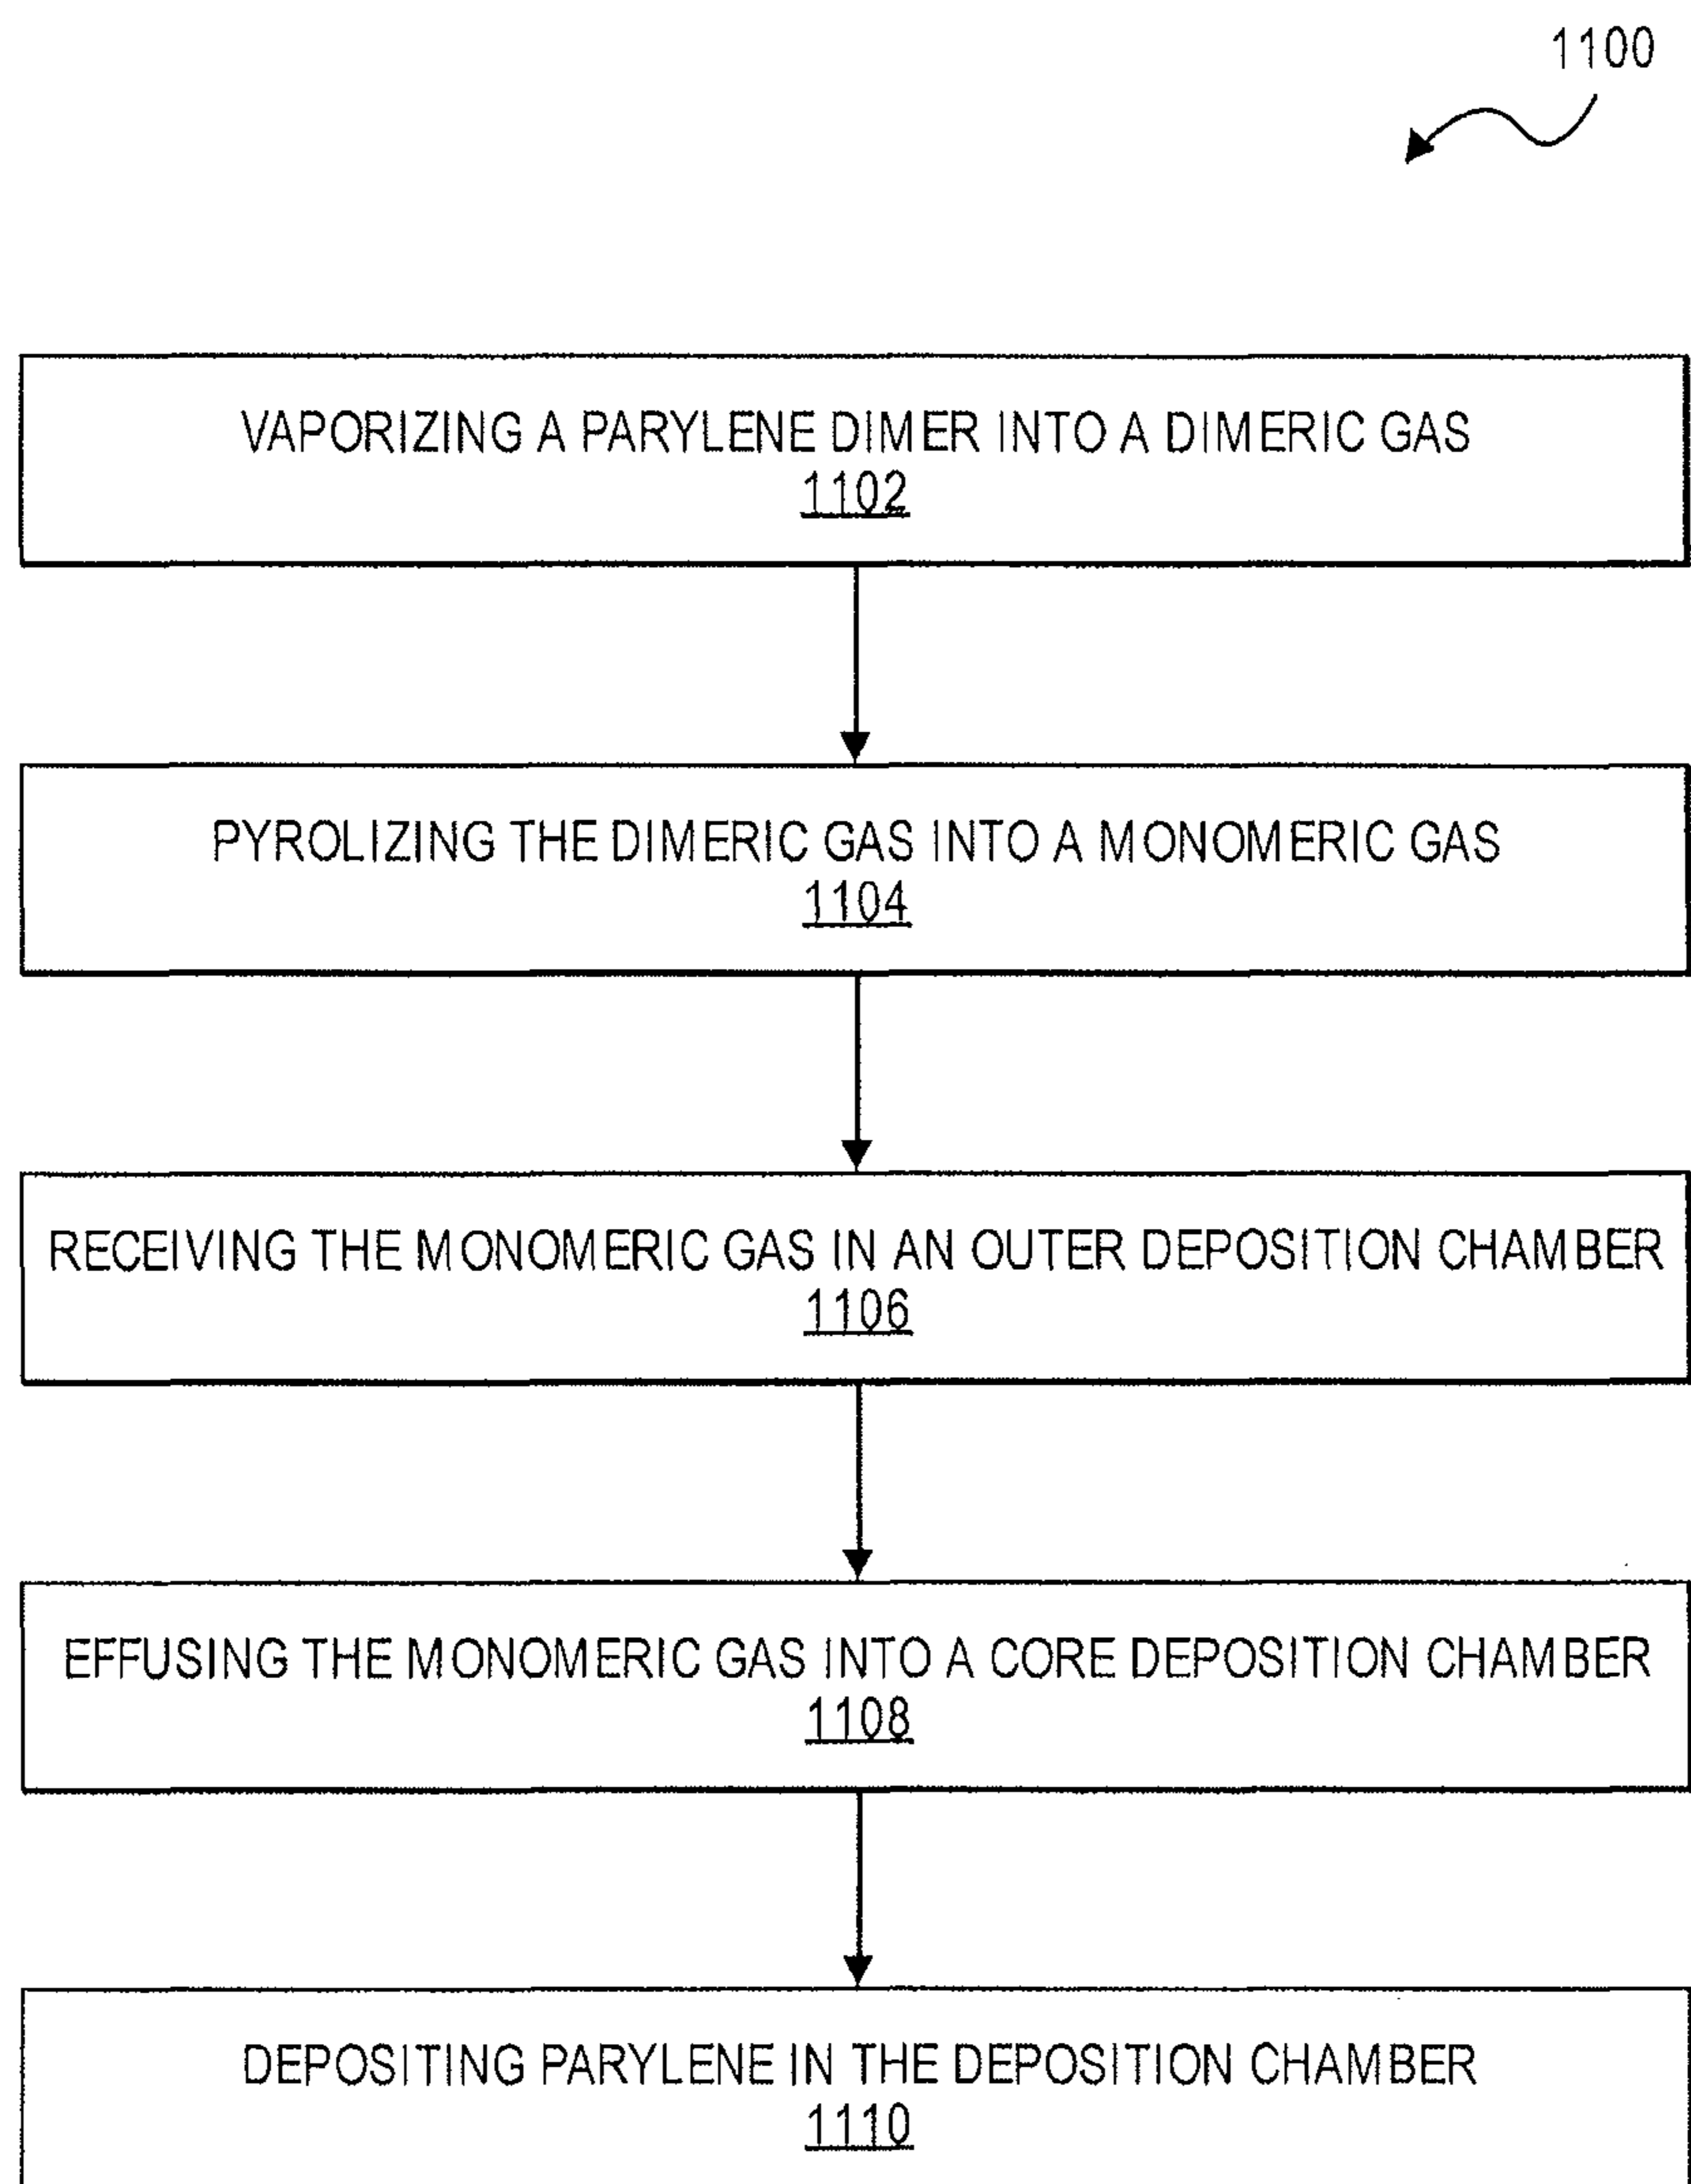 1100
VAPORIZING A PARYLENE DIMER INTO A DIMERIC GAS
1102
PYROLIZING THE DIMERIC GAS INTO A MONOMERIC GAS
1104
RECEIVING THE MONOMERIC GAS IN AN OUTER DEPOSITION CHAMBER
1106
EFFUSING THE MONOMERIC GAS INTO A CORE DEPOSITION CHAMBER
1108
DEPOSITING PARYLENE IN THE DEPOSITION CHAMBER
1110